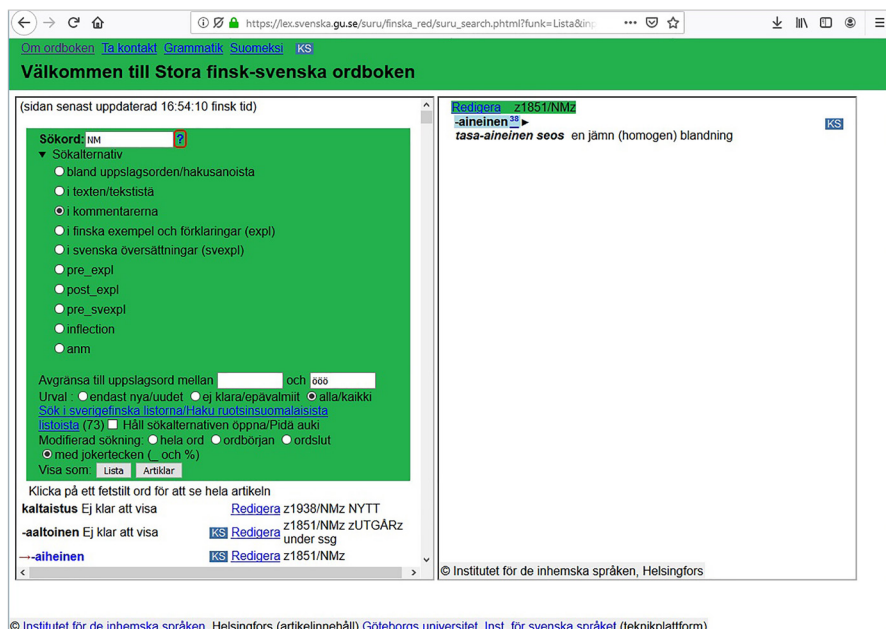 https://lex.svenska.gu.se/suru/finska_red/suru_search.phtml?funk=Lista&inp
Om ordboken Ta kontakt Grammatik Suomeksi KS
Välkommen till Stora finsk-svenska ordboken
(sidan senast uppdaterad 16:54:10 finsk tid)
Sökord: NM ?
Sökalternativ
bland uppslagsorden/hakusanoista
i texten/tekstistä
i kommentarerna
i finska exempel och förklaringar (expl)
i svenska översättningar (svexpl)
pre_expl
post_expl
pre_svexpl
inflection
anm
Avgränsa till uppslagsord mellan och ööö
Urval : endast nya/uudet ej klara/epävalmiit alla/kaikki
Sök i sverigefinska listorna/Haku ruotsinsuomalaisista
listoista (73) Håll sökalternativen öppna/Pidä auki
Modifierad sökning: hela ord ordbörjan ordslut
med jokertecken (_ och %)
Visa som: Lista Artiklar
Klicka på ett fetstilt ord för att se hela artikeln
kaltaistus Ej klar att visa Redigera z1938/NMz NYTT
-aaltoinen Ej klar att visa KS Redigera z1851/NMz zUTGÅRz
under ssg
→-aiheinen KS Redigera z1851/NMz
Redigera z1851/NMz
-aineinen 38 ► KS
tasa-aineinen seos en jämn (homogen) blandning
© Institutet för de inhemska språken, Helsingfors
© Institutet för de inhemska språken, Helsingfors (artikelinnehåll) Göteborgs universitet, Inst. för svenska språket (teknikplattform)